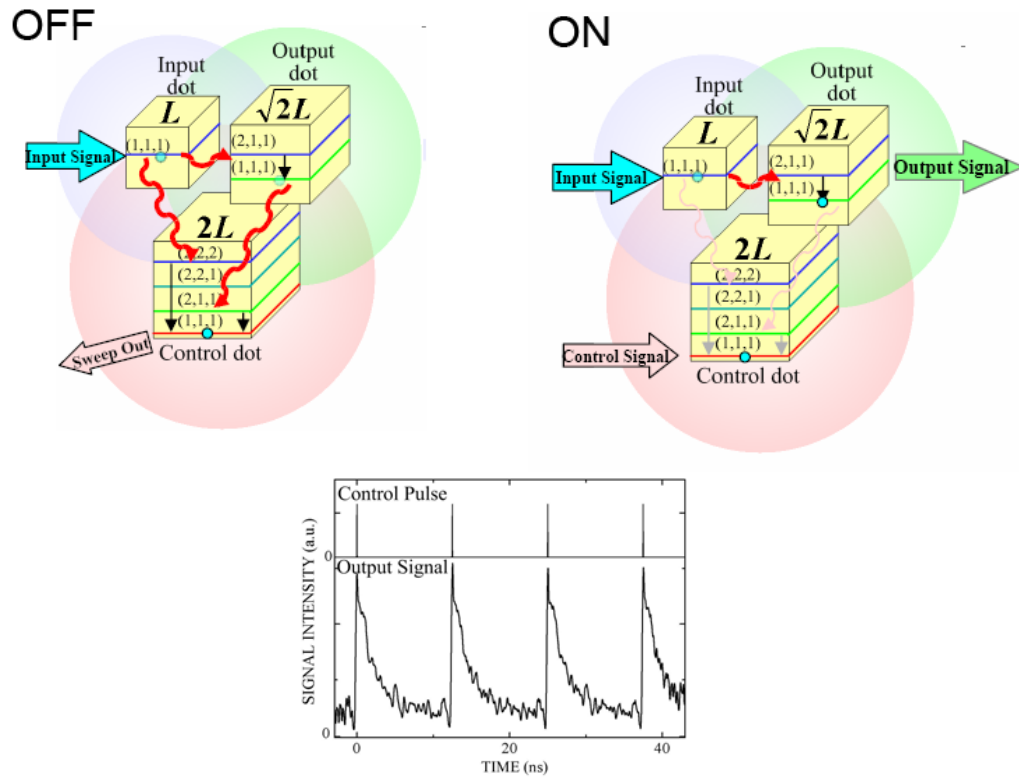 OFF
Input
dot
Output
dot
L
√2L
Input Signal
(1,1,1)
(2,1,1)
(1,1,1)
2L
(2,2,2)
(2,2,1)
(2,1,1)
(1,1,1)
Sweep Out
Control dot
ON
Input
dot
Output
dot
L
√2L
Input Signal
(1,1,1)
(2,1,1)
(1,1,1)
Output Signal
2L
(2,2,2)
(2,2,1)
(2,1,1)
(1,1,1)
Control Signal
Control dot
SIGNAL INTENSITY (a.u.)
Control Pulse
0
Output Signal
0
0 20 40
TIME (ns)